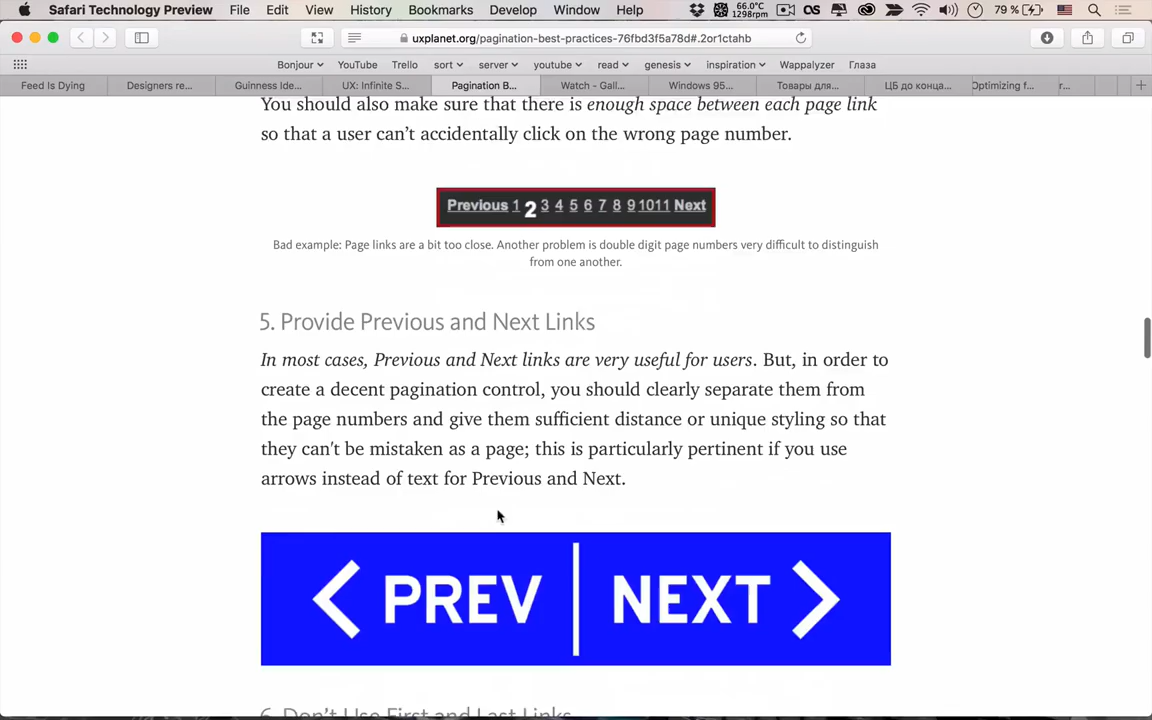 Safari Technology Preview File Edit View History Bookmarks Develop Window Help 66.0°C 1298rpm 79 %
uxplanet.org/pagination-best-practices-76fbd3f5a78d#.2or1ctahb
Bonjour YouTube Trello sort server youtube read genesis inspiration Wappalyzer Глаза
Feed Is Dying Designers re... Guinness Ide... UX: Infinite S... Pagination B... Watch - Gall... Windows 95... Товары для... ЦБ до конца... Optimizing f... r...
You should also make sure that there is enough space between each page link
so that a user can’t accidentally click on the wrong page number.
Previous 1 2 3 4 5 6 7 8 9 10 11 Next
Bad example: Page links are a bit too close. Another problem is double digit page numbers very difficult to distinguish
from one another.
5. Provide Previous and Next Links
In most cases, Previous and Next links are very useful for users. But, in order to
create a decent pagination control, you should clearly separate them from
the page numbers and give them sufficient distance or unique styling so that
they can’t be mistaken as a page; this is particularly pertinent if you use
arrows instead of text for Previous and Next.
PREV NEXT
6. Don’t Use First and Last Links